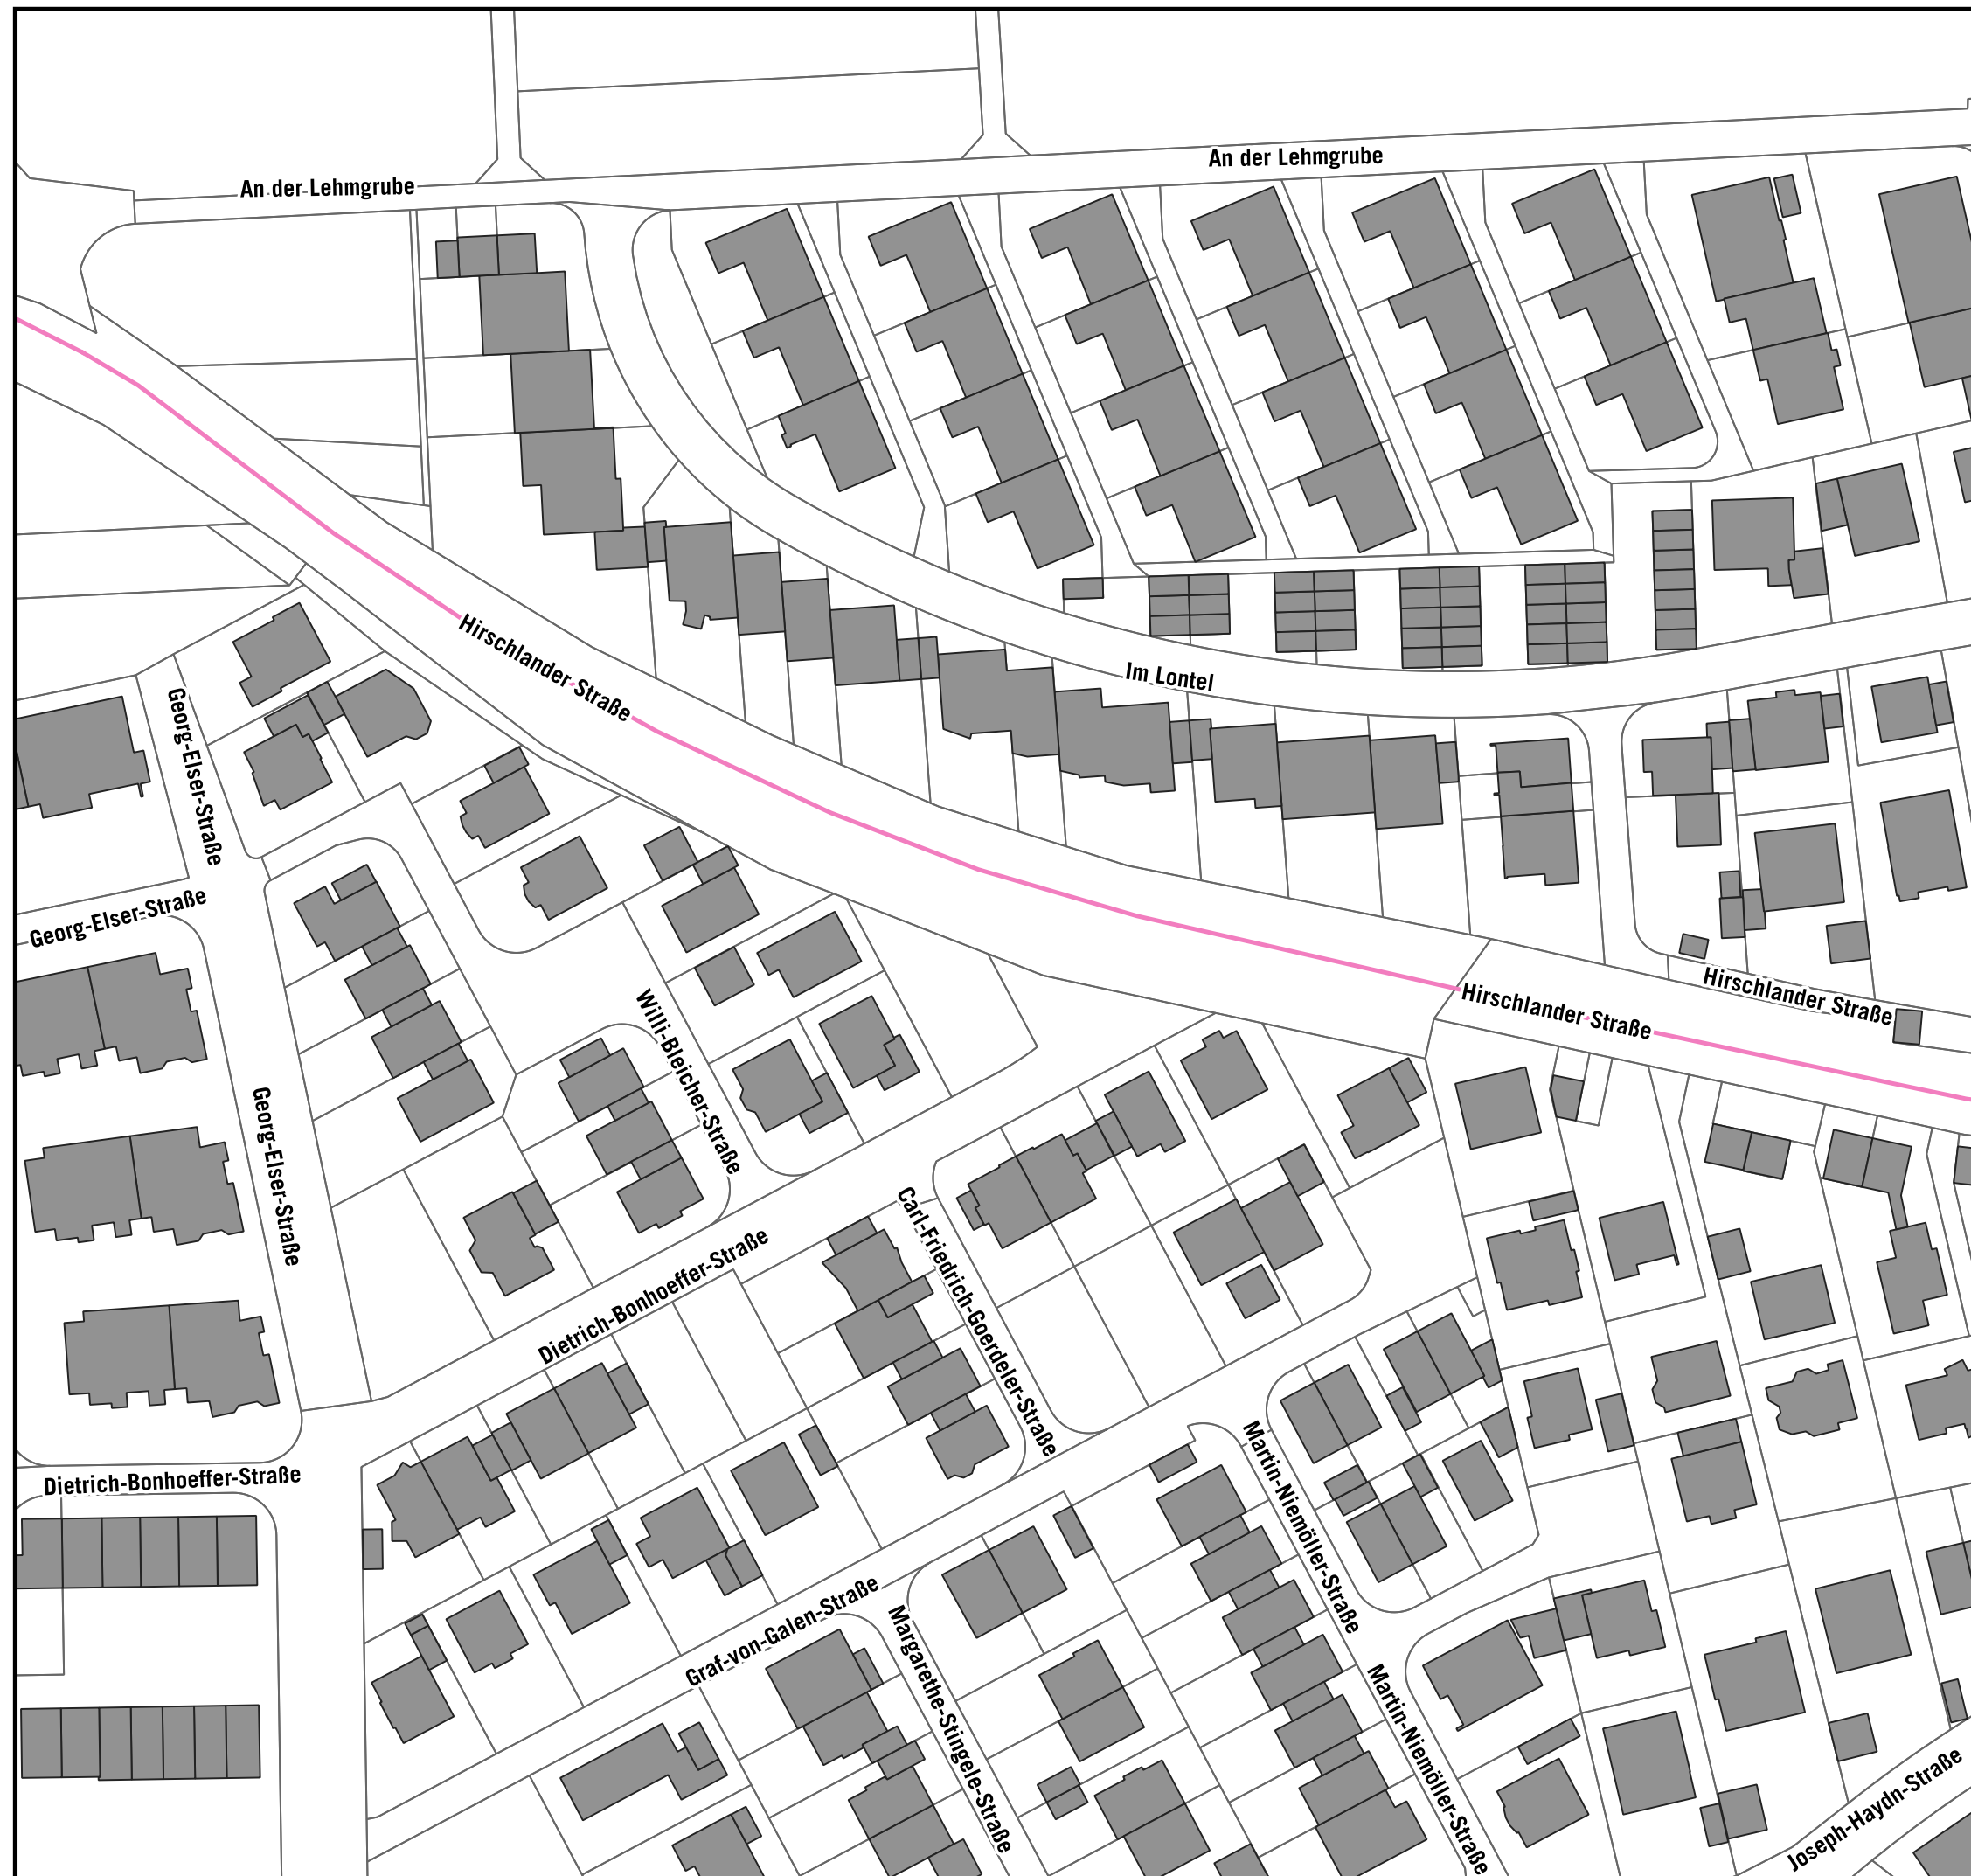 An der Lehmgrube
An der Lehmgrube
Hirschlander Straße
Im Lontel
Georg-Elser-Straße
Georg-Elser-Straße
Hirschlander Straße
Hirschlander Straße
Willi-Bleicher-Straße
Georg-Elser-Straße
Carl-Friedrich-Goerdeler-Straße
Dietrich-Bonhoeffer-Straße
Dietrich-Bonhoeffer-Straße
Martin-Niemöller-Straße
Graf-von-Galen-Straße
Margarethe-Stingele-Straße
Martin-Niemöller-Straße
Joseph-Haydn-Straße